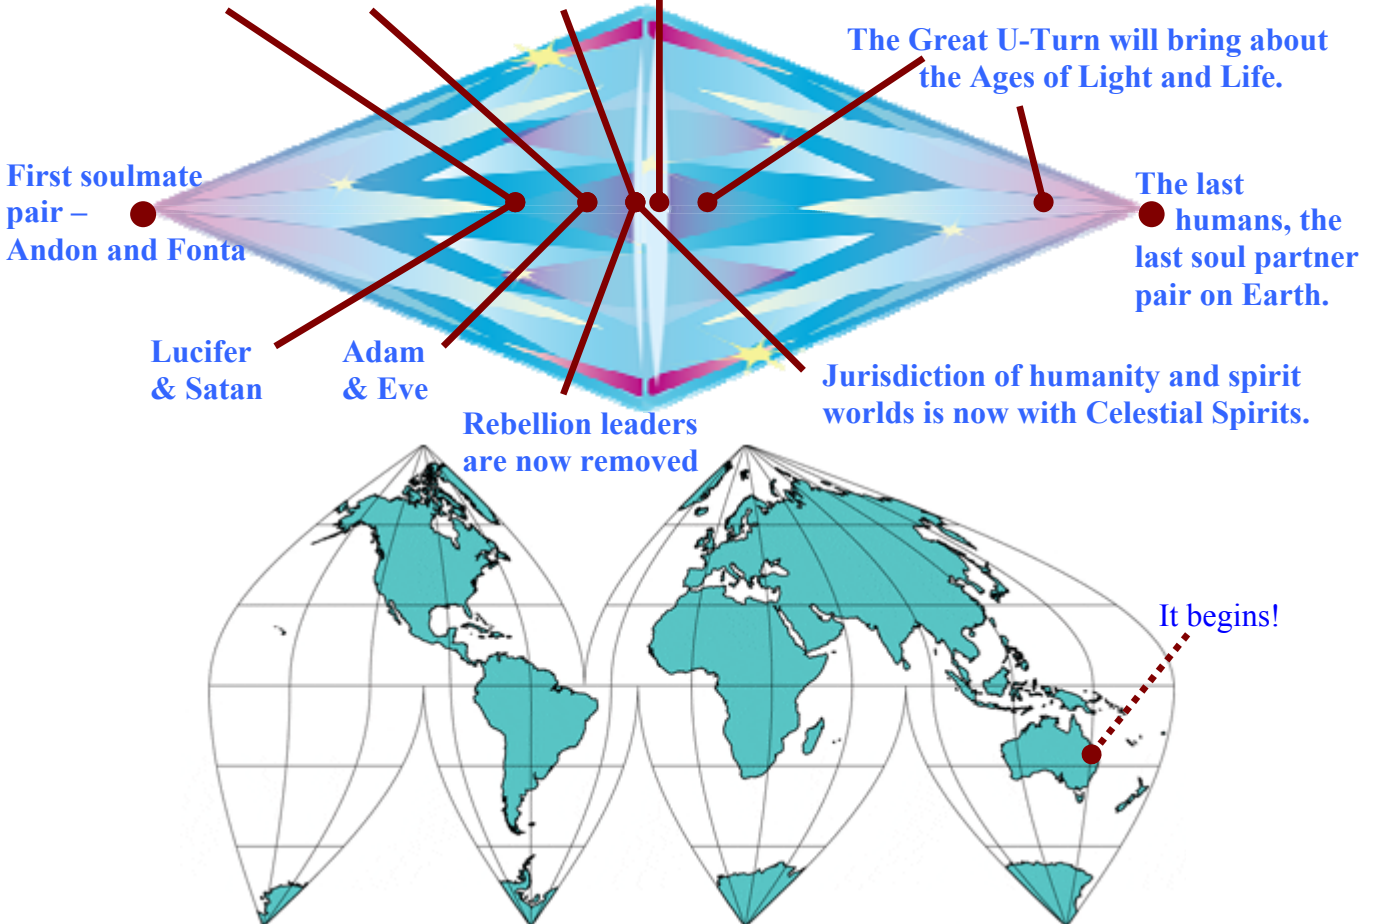 The Great U-Turn will bring about
the Ages of Light and Life.
First soulmate
pair –
Andon and Fonta
The last
humans, the
last soul partner
pair on Earth.
Lucifer
& Satan
Adam
& Eve
Rebellion leaders
are now removed
Jurisdiction of humanity and spirit
worlds is now with Celestial Spirits.
It begins!